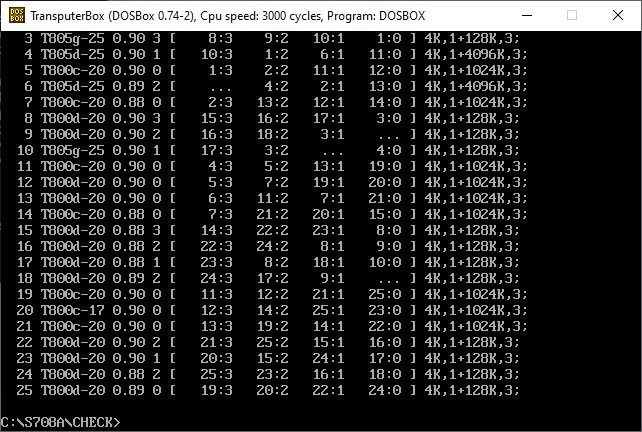 TransputerBox (DOSBox 0.74-2), Cpu speed: 3000 cycles, Program: DOSBOX
3 T805g-25 0.90 3 [ 8:3 9:2 10:1 1:0 ] 4K,1+128K,3;
4 T805d-25 0.90 1 [ 10:3 1:2 6:1 11:0 ] 4K,1+4096K,3;
5 T800c-20 0.90 0 [ 1:3 2:2 11:1 12:0 ] 4K,1+1024K,3;
6 T805d-25 0.89 2 [ ... 4:2 2:1 13:0 ] 4K,1+4096K,3;
7 T800c-20 0.88 0 [ 2:3 13:2 12:1 14:0 ] 4K,1+1024K,3;
8 T800d-20 0.90 3 [ 15:3 16:2 17:1 3:0 ] 4K,1+128K,3;
9 T800d-20 0.90 2 [ 16:3 18:2 3:1 ... ] 4K,1+128K,3;
10 T805g-25 0.90 1 [ 17:3 3:2 ... 4:0 ] 4K,1+128K,3;
11 T800c-20 0.90 0 [ 4:3 5:2 13:1 19:0 ] 4K,1+1024K,3;
12 T800d-20 0.90 0 [ 5:3 7:2 19:1 20:0 ] 4K,1+1024K,3;
13 T800d-20 0.90 0 [ 6:3 11:2 7:1 21:0 ] 4K,1+1024K,3;
14 T800c-20 0.88 0 [ 7:3 21:2 20:1 15:0 ] 4K,1+1024K,3;
15 T800d-20 0.88 3 [ 14:3 22:2 23:1 8:0 ] 4K,1+128K,3;
16 T800d-20 0.88 2 [ 22:3 24:2 8:1 9:0 ] 4K,1+128K,3;
17 T800d-20 0.88 1 [ 23:3 8:2 18:1 10:0 ] 4K,1+128K,3;
18 T800d-20 0.89 2 [ 24:3 17:2 9:1 ... ] 4K,1+128K,3;
19 T800c-20 0.90 0 [ 11:3 12:2 21:1 25:0 ] 4K,1+1024K,3;
20 T800c-17 0.90 0 [ 12:3 14:2 25:1 23:0 ] 4K,1+1024K,3;
21 T800c-20 0.90 0 [ 13:3 19:2 14:1 22:0 ] 4K,1+1024K,3;
22 T800d-20 0.90 2 [ 21:3 25:2 15:1 16:0 ] 4K,1+128K,3;
23 T800d-20 0.90 1 [ 20:3 15:2 24:1 17:0 ] 4K,1+128K,3;
24 T800d-20 0.88 2 [ 25:3 23:2 16:1 18:0 ] 4K,1+128K,3;
25 T800d-20 0.89 0 [ 19:3 20:2 22:1 24:0 ] 4K,1+128K,3;
C:\S708A\CHECK>